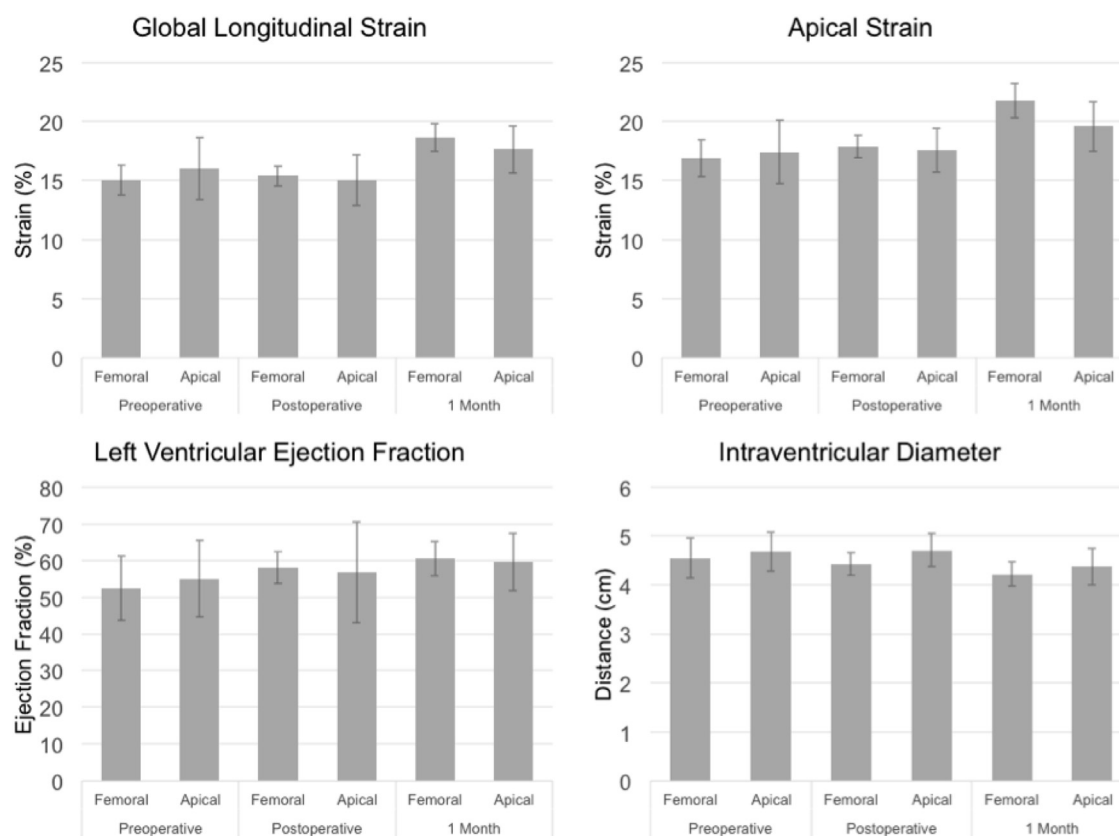 Global Longitudinal Strain
Strain (%)
25
20
15
10
5
0
Femoral Apical Femoral Apical Femoral Apical
Preoperative Postoperative 1 Month
Apical Strain
Strain (%)
25
20
15
10
5
0
Femoral Apical Femoral Apical Femoral Apical
Preoperative Postoperative 1 Month
Left Ventricular Ejection Fraction
Ejection Fraction (%)
80
70
60
50
40
30
20
10
0
Femoral Apical Femoral Apical Femoral Apical
Preoperative Postoperative 1 Month
Intraventricular Diameter
Distance (cm)
6
5
4
3
2
1
0
Femoral Apical Femoral Apical Femoral Apical
Preoperative Postoperative 1 Month